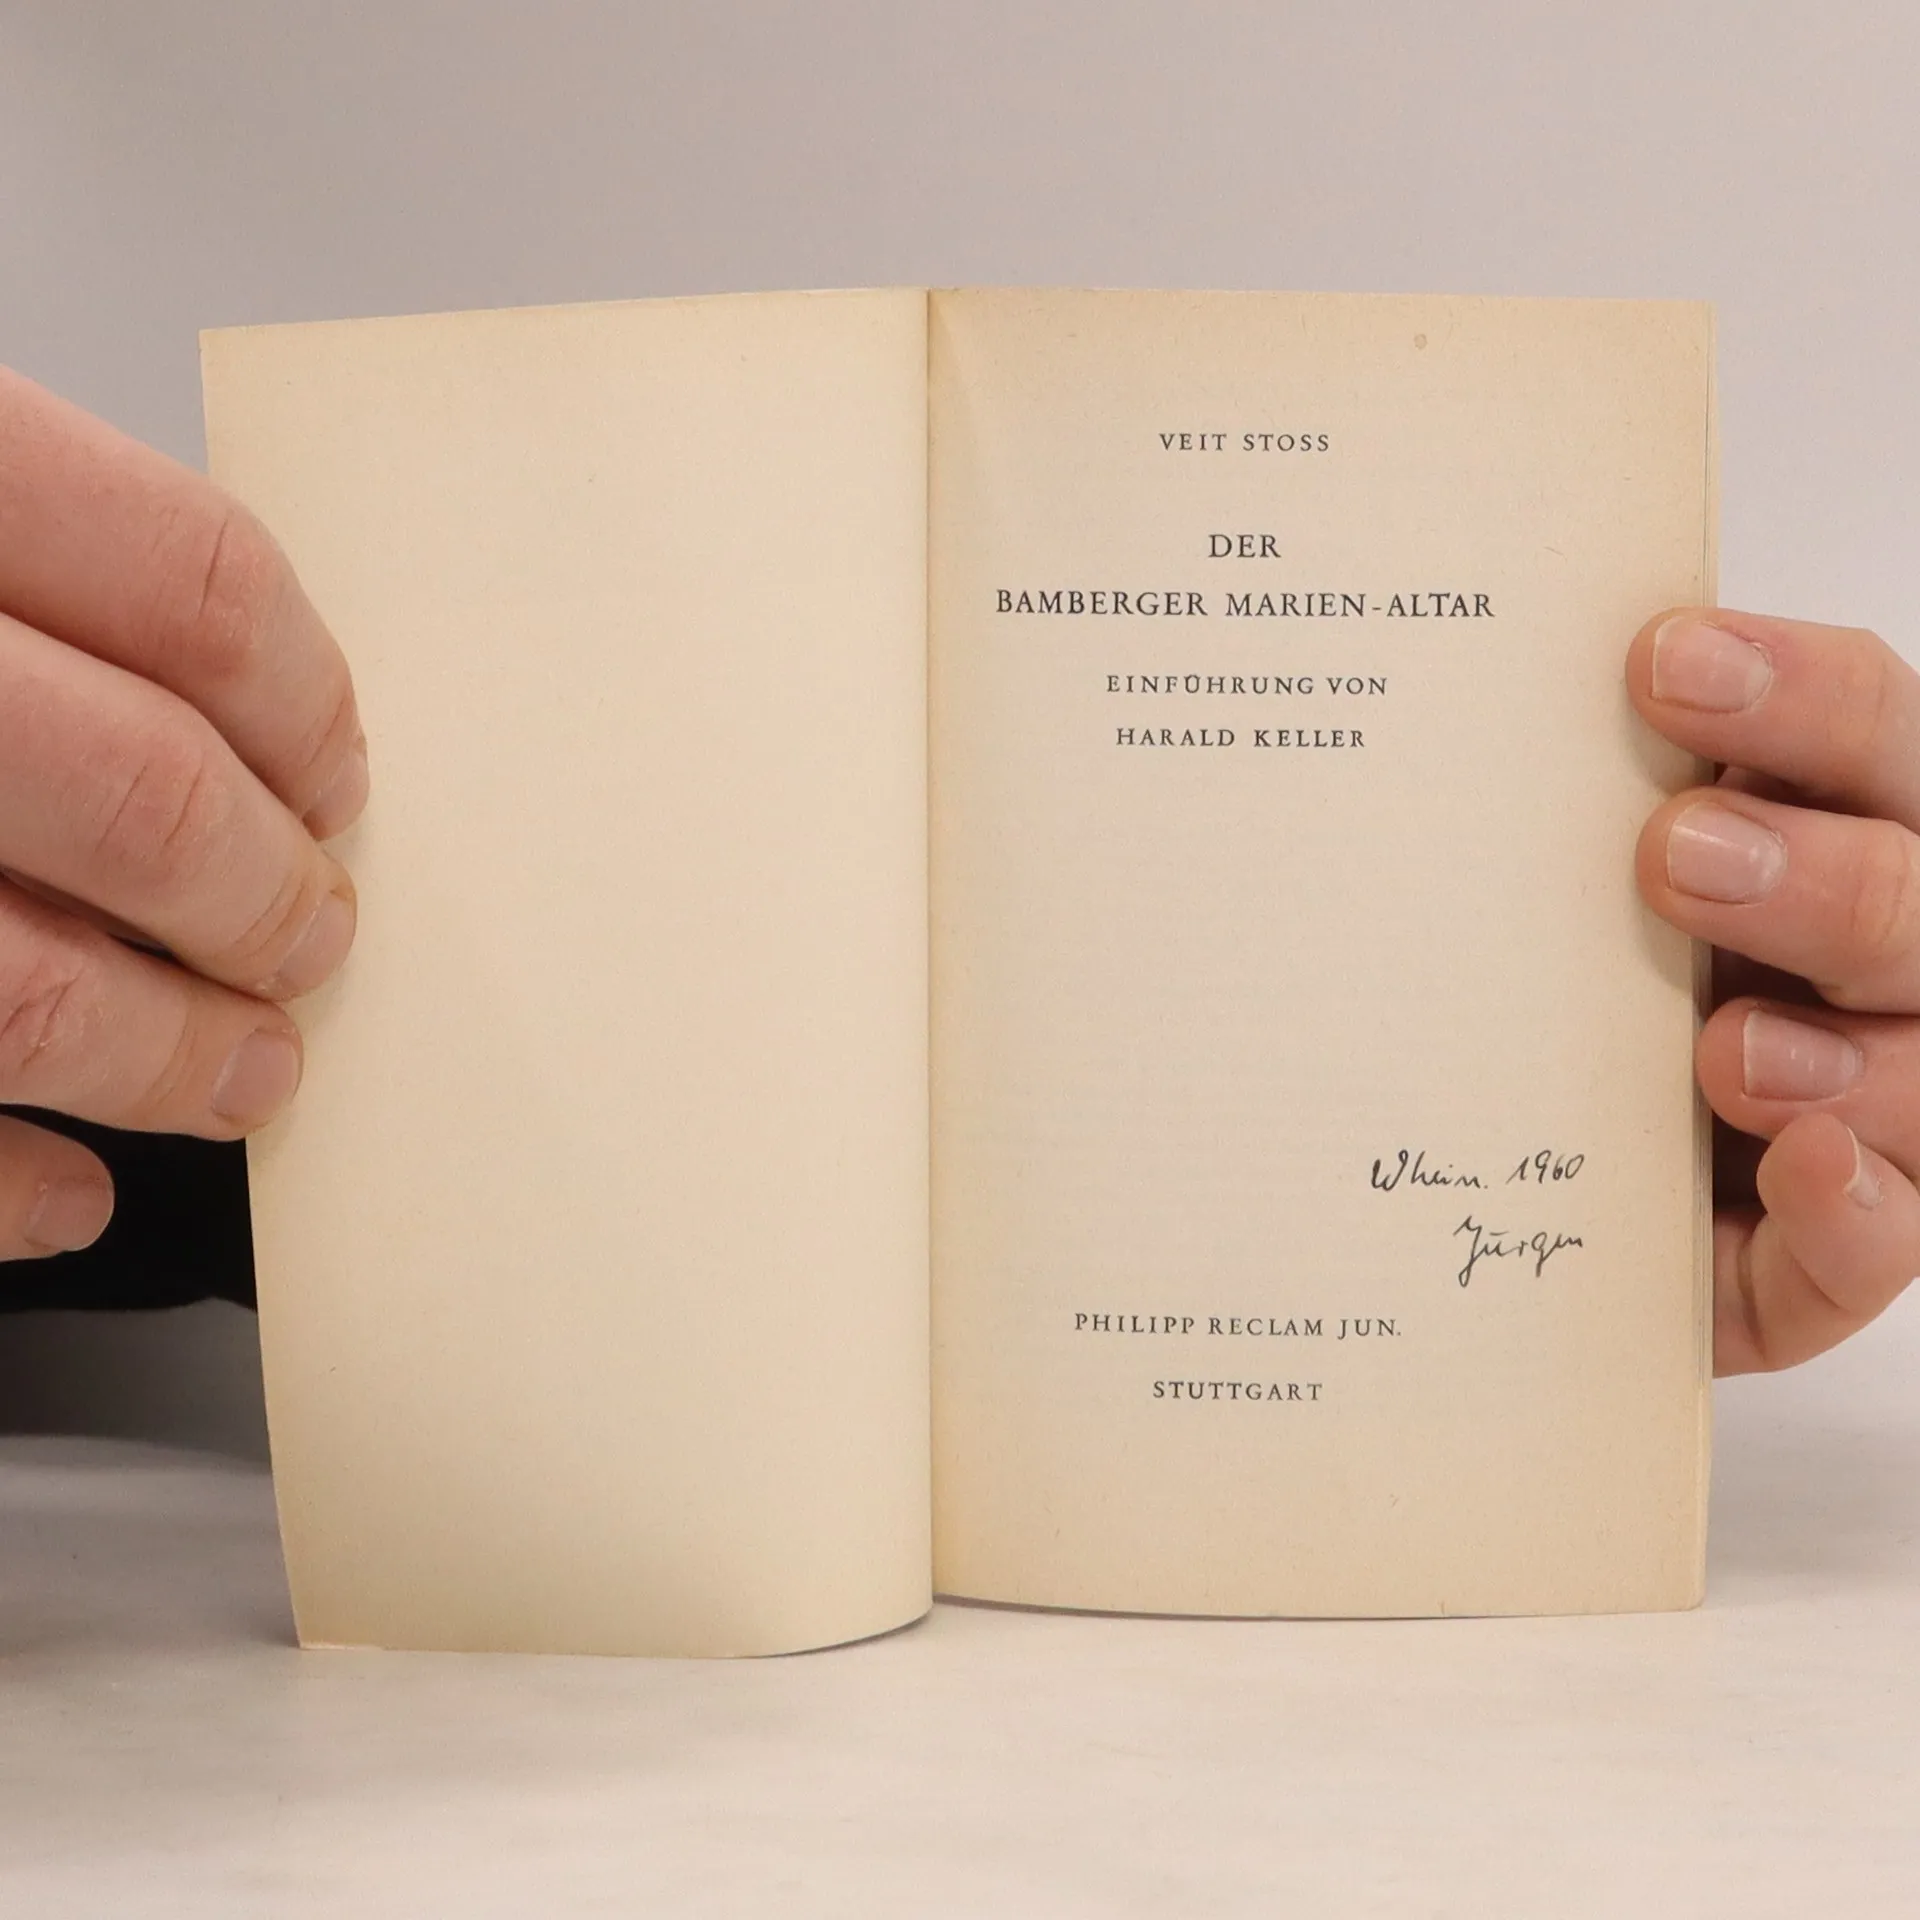 VEIT STOSS
DER
BAMBERGER MARIEN-ALTAR
EINFÜHRUNG VON
HARALD KELLER
1960
Jürgen
PHILIPP RECLAM JUN.
STUTTGART